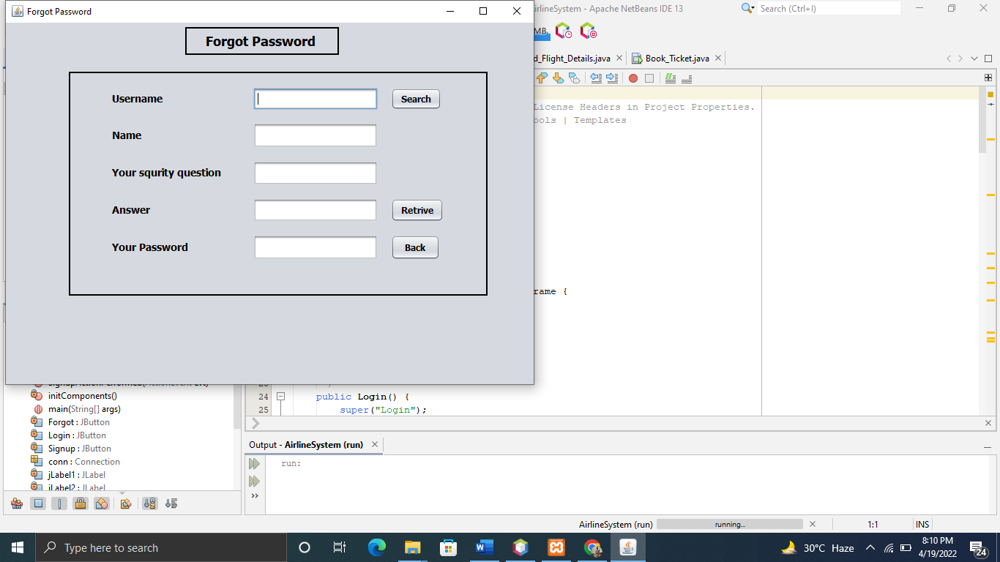 Forgot Password
irlineSystem - Apache NetBeans IDE 13
Search (Ctrl+I)
Forgot Password
MB
d_Flight_Details.java
Book_Ticket.java
Username
Search
License Headers in Project Properties.
ools | Templates
Name
Your squrity question
Answer
Retrive
Your Password
Back
rame {
initComponents()
24 public Login() {
main(String[] args)
25 super("Login");
Forgot : JButton
Login : JButton
Signup : JButton
conn : Connection
jLabel1 : JLabel
jLabel2 : JLabel
Output - AirlineSystem (run)
run:
AirlineSystem (run)
running...
1:1
INS
Type here to search
30°C Haze
8:10 PM
4/19/2022
24